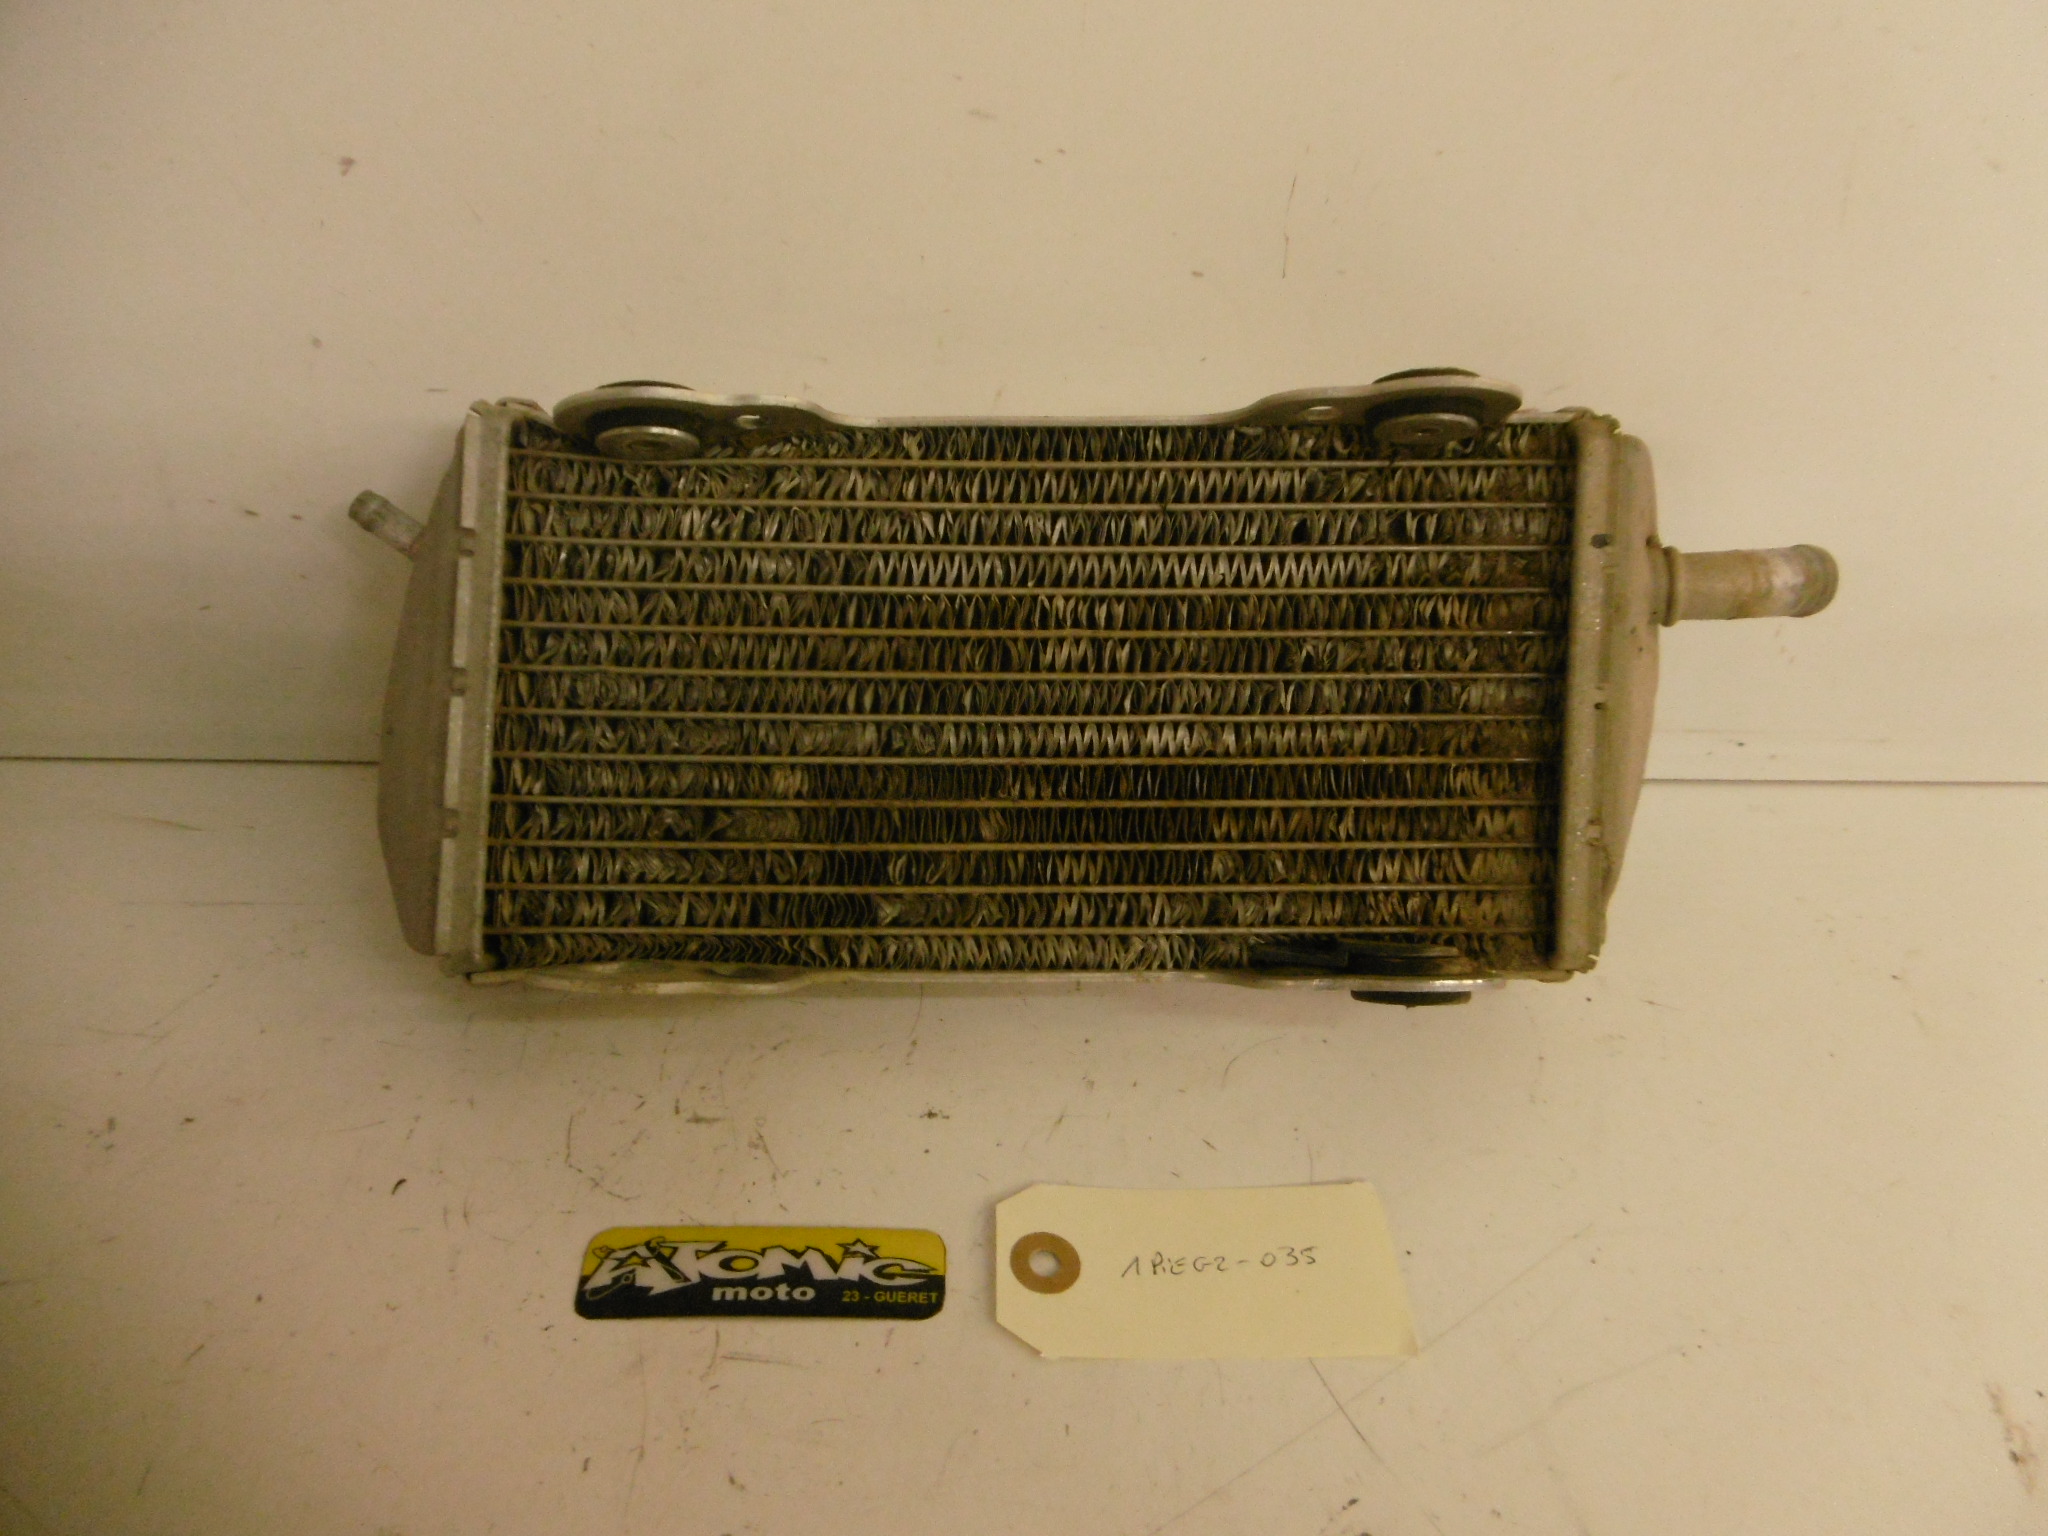 ATOMIC
moto 23 - GUERET
1PiEG2-035